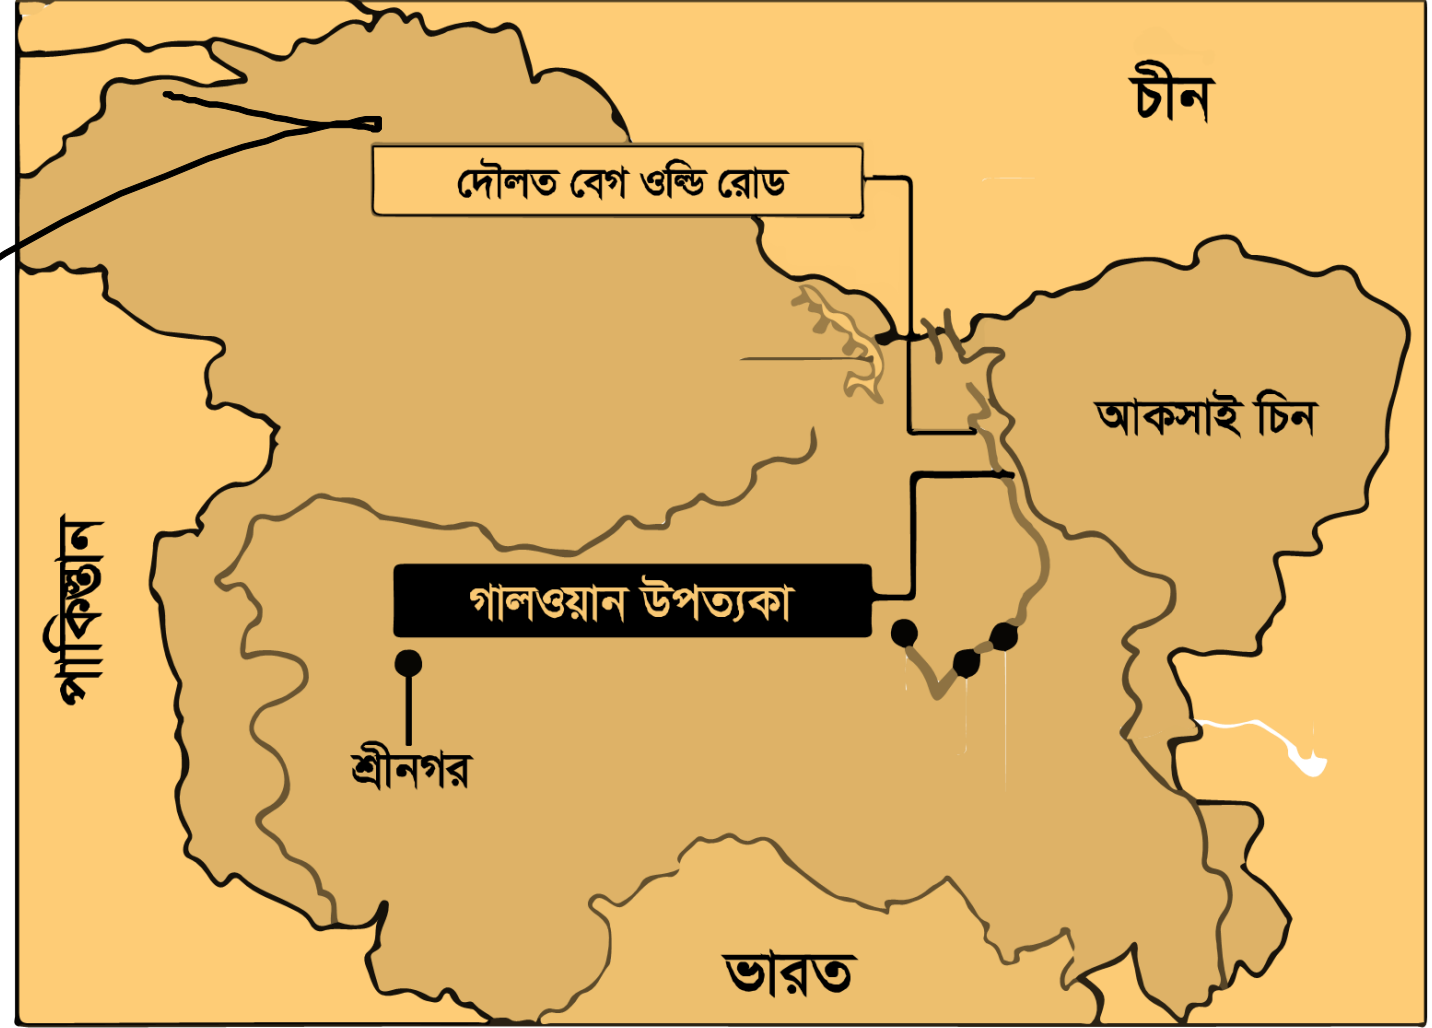 চীন
দৌলত বেগ ওল্ডি রোড
আকসাই চিন
পাকিস্তান
গালওয়ান উপত্যকা
শ্রীনগর
ভারত